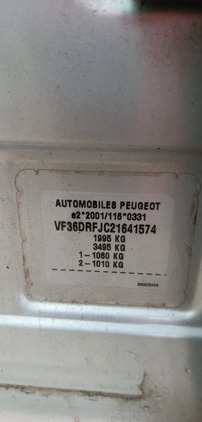 AUTOMOBILES PEUGEOT
e2*2001/116*0331
VF36DRFJC21641574
1995 KG
3495 KG
1-1060 KG
2-1010 KG